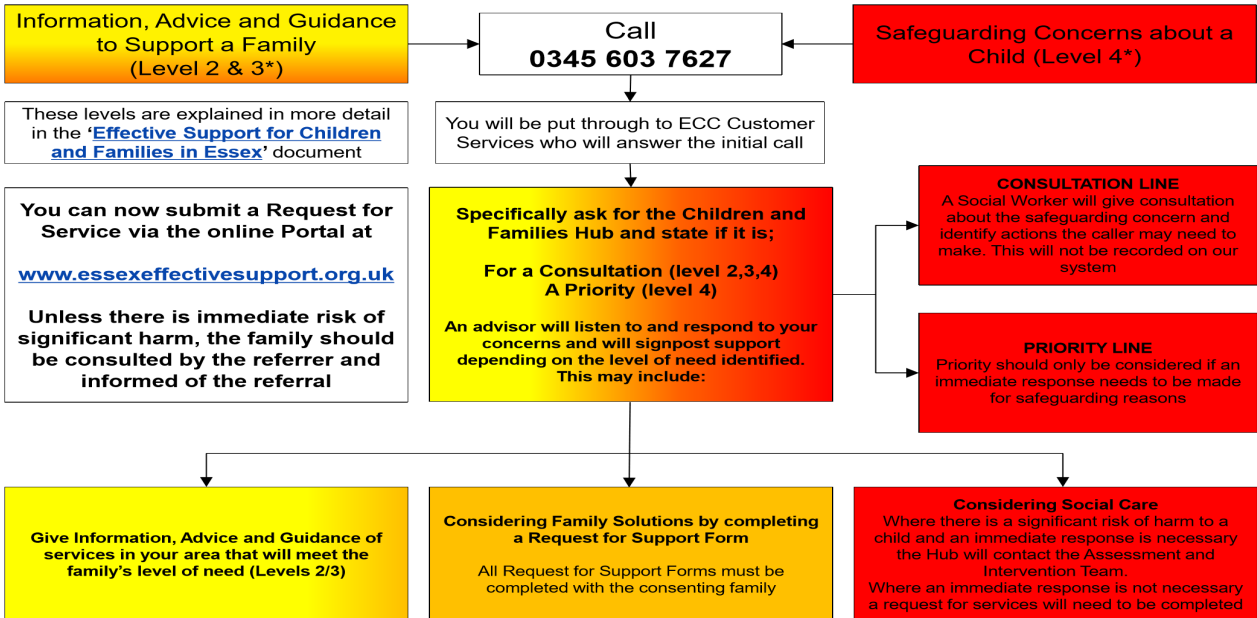 Information, Advice and Guidance
to Support a Family
(Level 2 & 3*)
Call
0345 603 7627
Safeguarding Concerns about a
Child (Level 4*)
These levels are explained in more detail
in the ‘Effective Support for Children
and Families in Essex’ document
You will be put through to ECC Customer
Services who will answer the initial call
You can now submit a Request for
Service via the online Portal at
www.essexeffectivesupport.org.uk
Unless there is immediate risk of
significant harm, the family should
be consulted by the referrer and
informed of the referral
Specifically ask for the Children and
Families Hub and state if it is;
For a Consultation (level 2,3,4)
A Priority (level 4)
An advisor will listen to and respond to your
concerns and will signpost support
depending on the level of need identified.
This may include:
CONSULTATION LINE
A Social Worker will give consultation
about the safeguarding concern and
identify actions the caller may need to
make. This will not be recorded on our
system
PRIORITY LINE
Priority should only be considered if an
immediate response needs to be made
for safeguarding reasons
Give Information, Advice and Guidance of
services in your area that will meet the
family’s level of need (Levels 2/3)
Considering Family Solutions by completing
a Request for Support Form
All Request for Support Forms must be
completed with the consenting family
Considering Social Care
Where there is a significant risk of harm to a
child and an immediate response is necessary
the Hub will contact the Assessment and
Intervention Team.
Where an immediate response is not necessary
a request for services will need to be completed